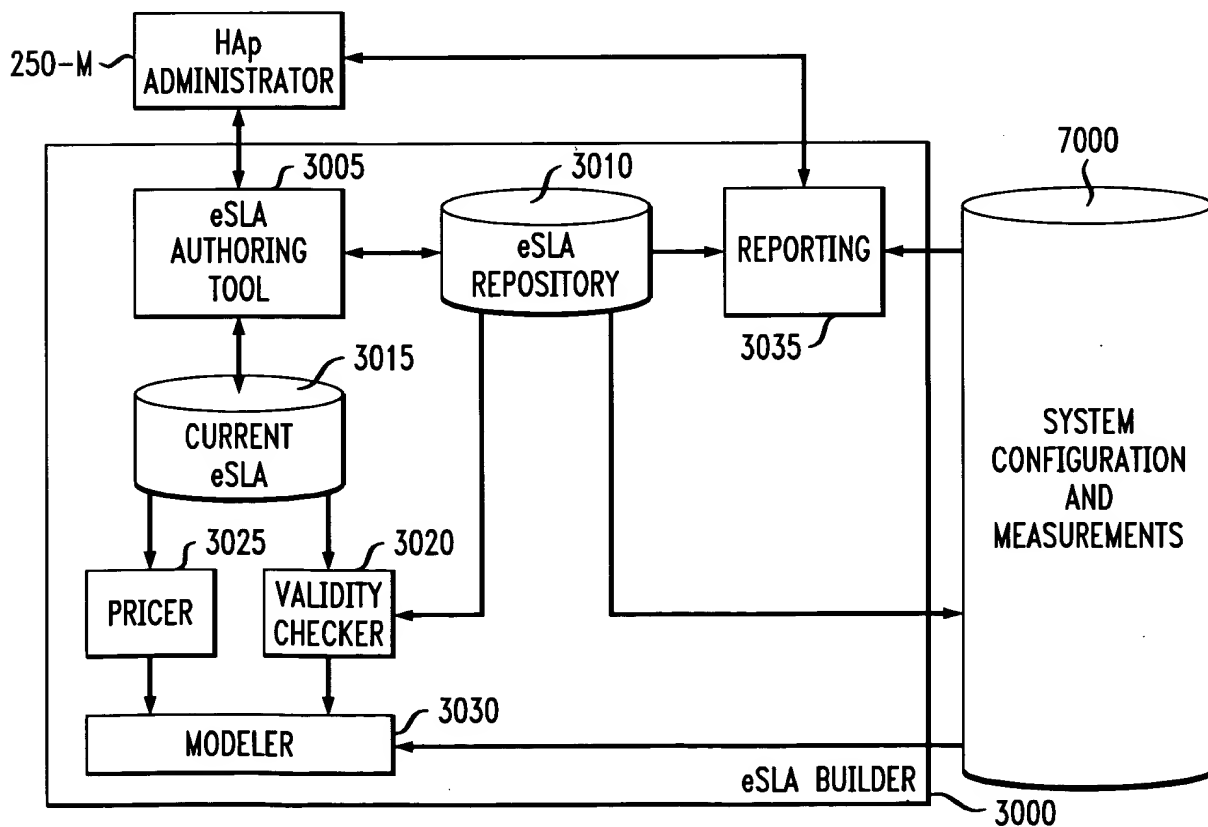 HAp
ADMINISTRATOR
250-M
7000
3005
3010
eSLA
AUTHORING
TOOL
eSLA
REPOSITORY
REPORTING
3035
3015
CURRENT
eSLA
SYSTEM
CONFIGURATION
AND
MEASUREMENTS
3025
3020
PRICER
VALIDITY
CHECKER
3030
MODELER
eSLA BUILDER
3000